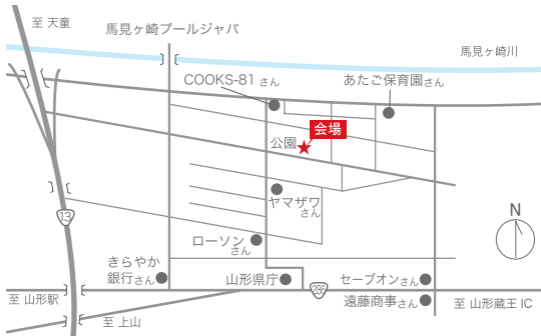 至 天童
馬見ヶ崎プールジャバ
馬見ヶ崎川
COOKS-81 さん
あたご保育園さん
会場
公園
ヤマザワ
さん
13
ローソン
さん
N
きらやか
銀行さん
山形県庁
セーブオンさん
286
至 山形駅
遠藤商事さん
至 山形蔵王 IC
至 上山